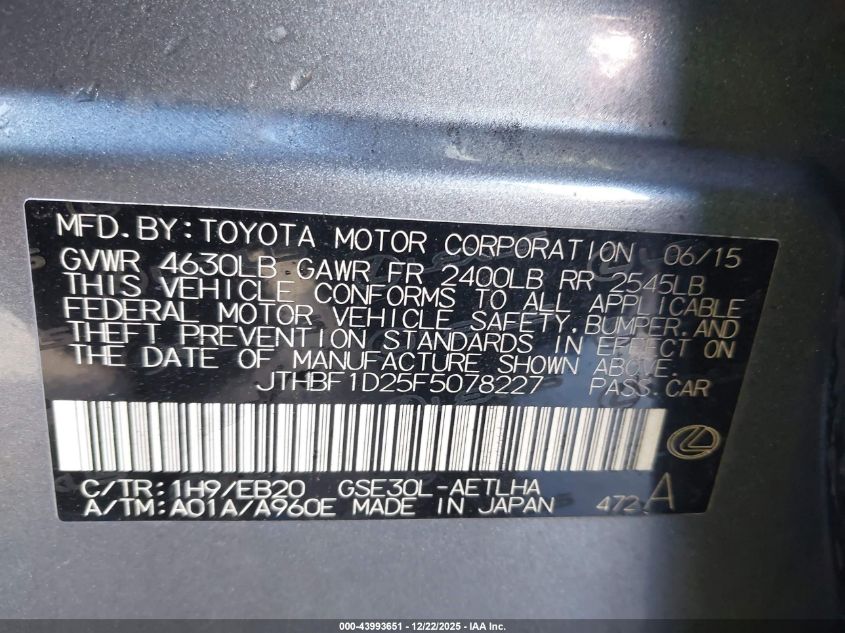 MFD.BY:TOYOTA MOTOR CORPORATION 06/15
GVWR 4630LB GAWR FR 2400LB RR 2545LB
THIS VEHICLE CONFORMS TO ALL APPLICABLE
FEDERAL MOTOR VEHICLE SAFETY,BUMPER,AND
THEFT PREVENTION STANDARDS IN EFFECT ON
THE DATE OF MANUFACTURE SHOWN ABOVE.
JTHBF1D25F5078227 PASS.CAR
C/TR:1H9/EB20 GSE30L-AETLHA
A/TM:A01A/A960E MADE IN JAPAN 472 A
000-43993651 | 12/22/2025 - IAA Inc.